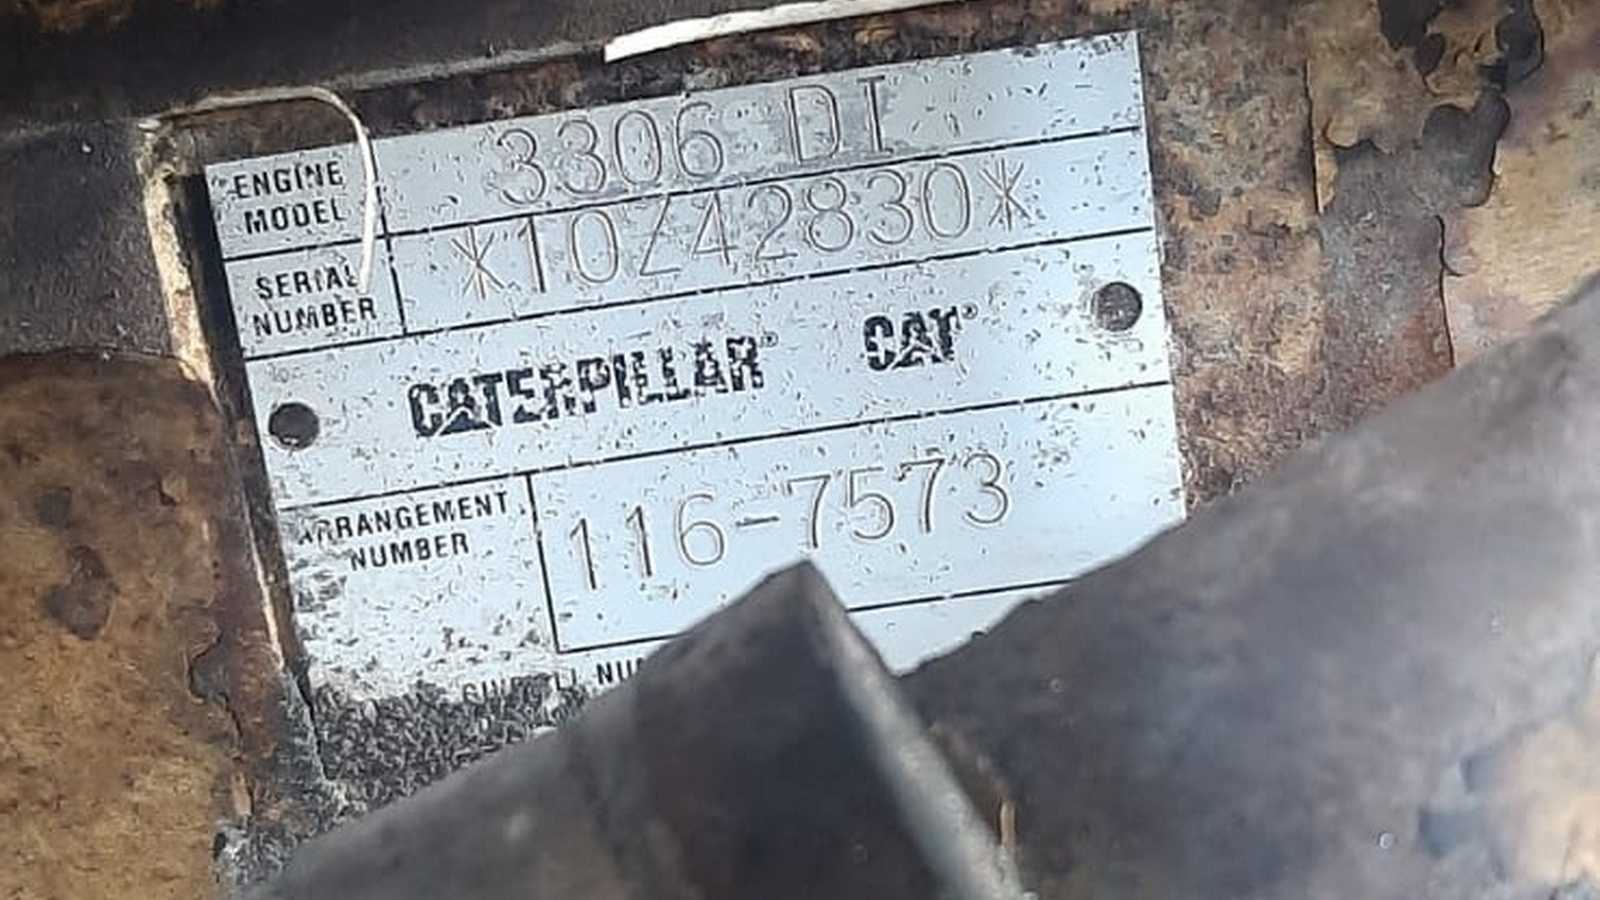 ENGINE MODEL 3306 DI
SERIAL NUMBER *10Z42830*
CATERPILLAR® CAT®
ARRANGEMENT NUMBER 116-7573